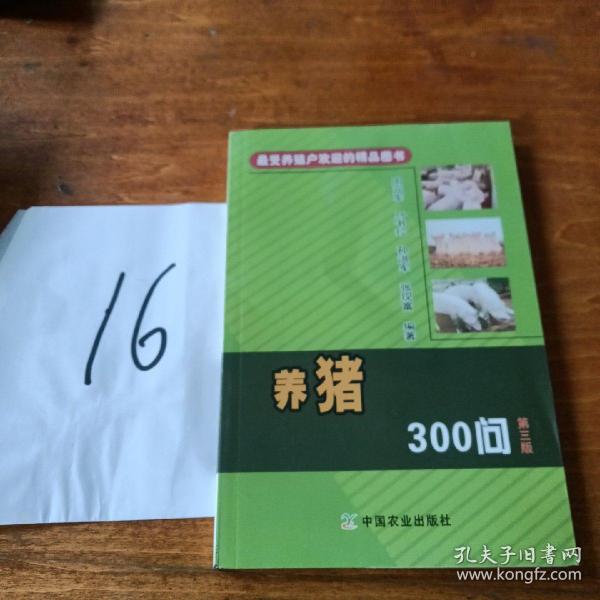 16
最受养猪户欢迎的精品图书
编著
养猪
300问
第三版
中国农业出版社
孔夫子旧书网
www.kongfz.com